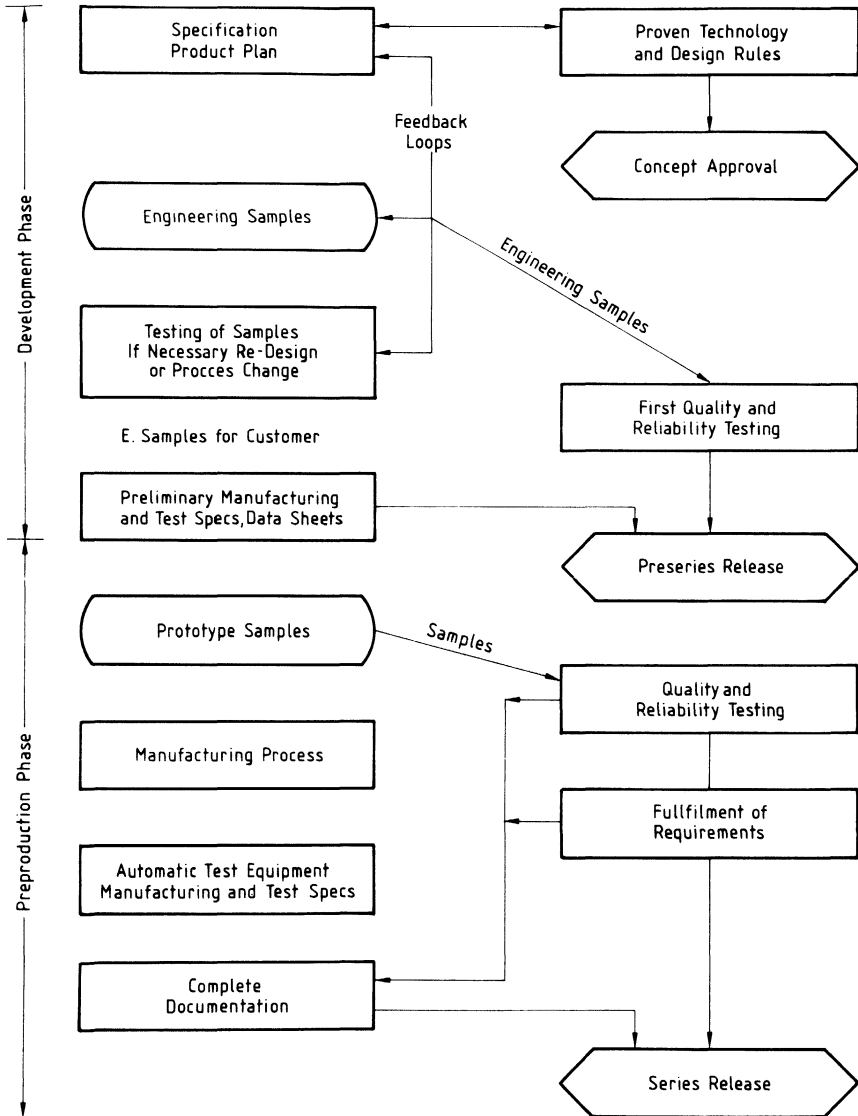 Specification
Product Plan
Proven Technology
and Design Rules
Feedback
Loops
Concept Approval
Development Phase
Engineering Samples
Engineering Samples
Testing of Samples
If Necessary Re-Design
or Procces Change
First Quality and
Reliability Testing
E. Samples for Customer
Preliminary Manufacturing
and Test Specs, Data Sheets
Preseries Release
Preproduction Phase
Prototype Samples
Samples
Quality and
Reliability Testing
Manufacturing Process
Fullfilment of
Requirements
Automatic Test Equipment
Manufacturing and Test Specs
Complete
Documentation
Series Release